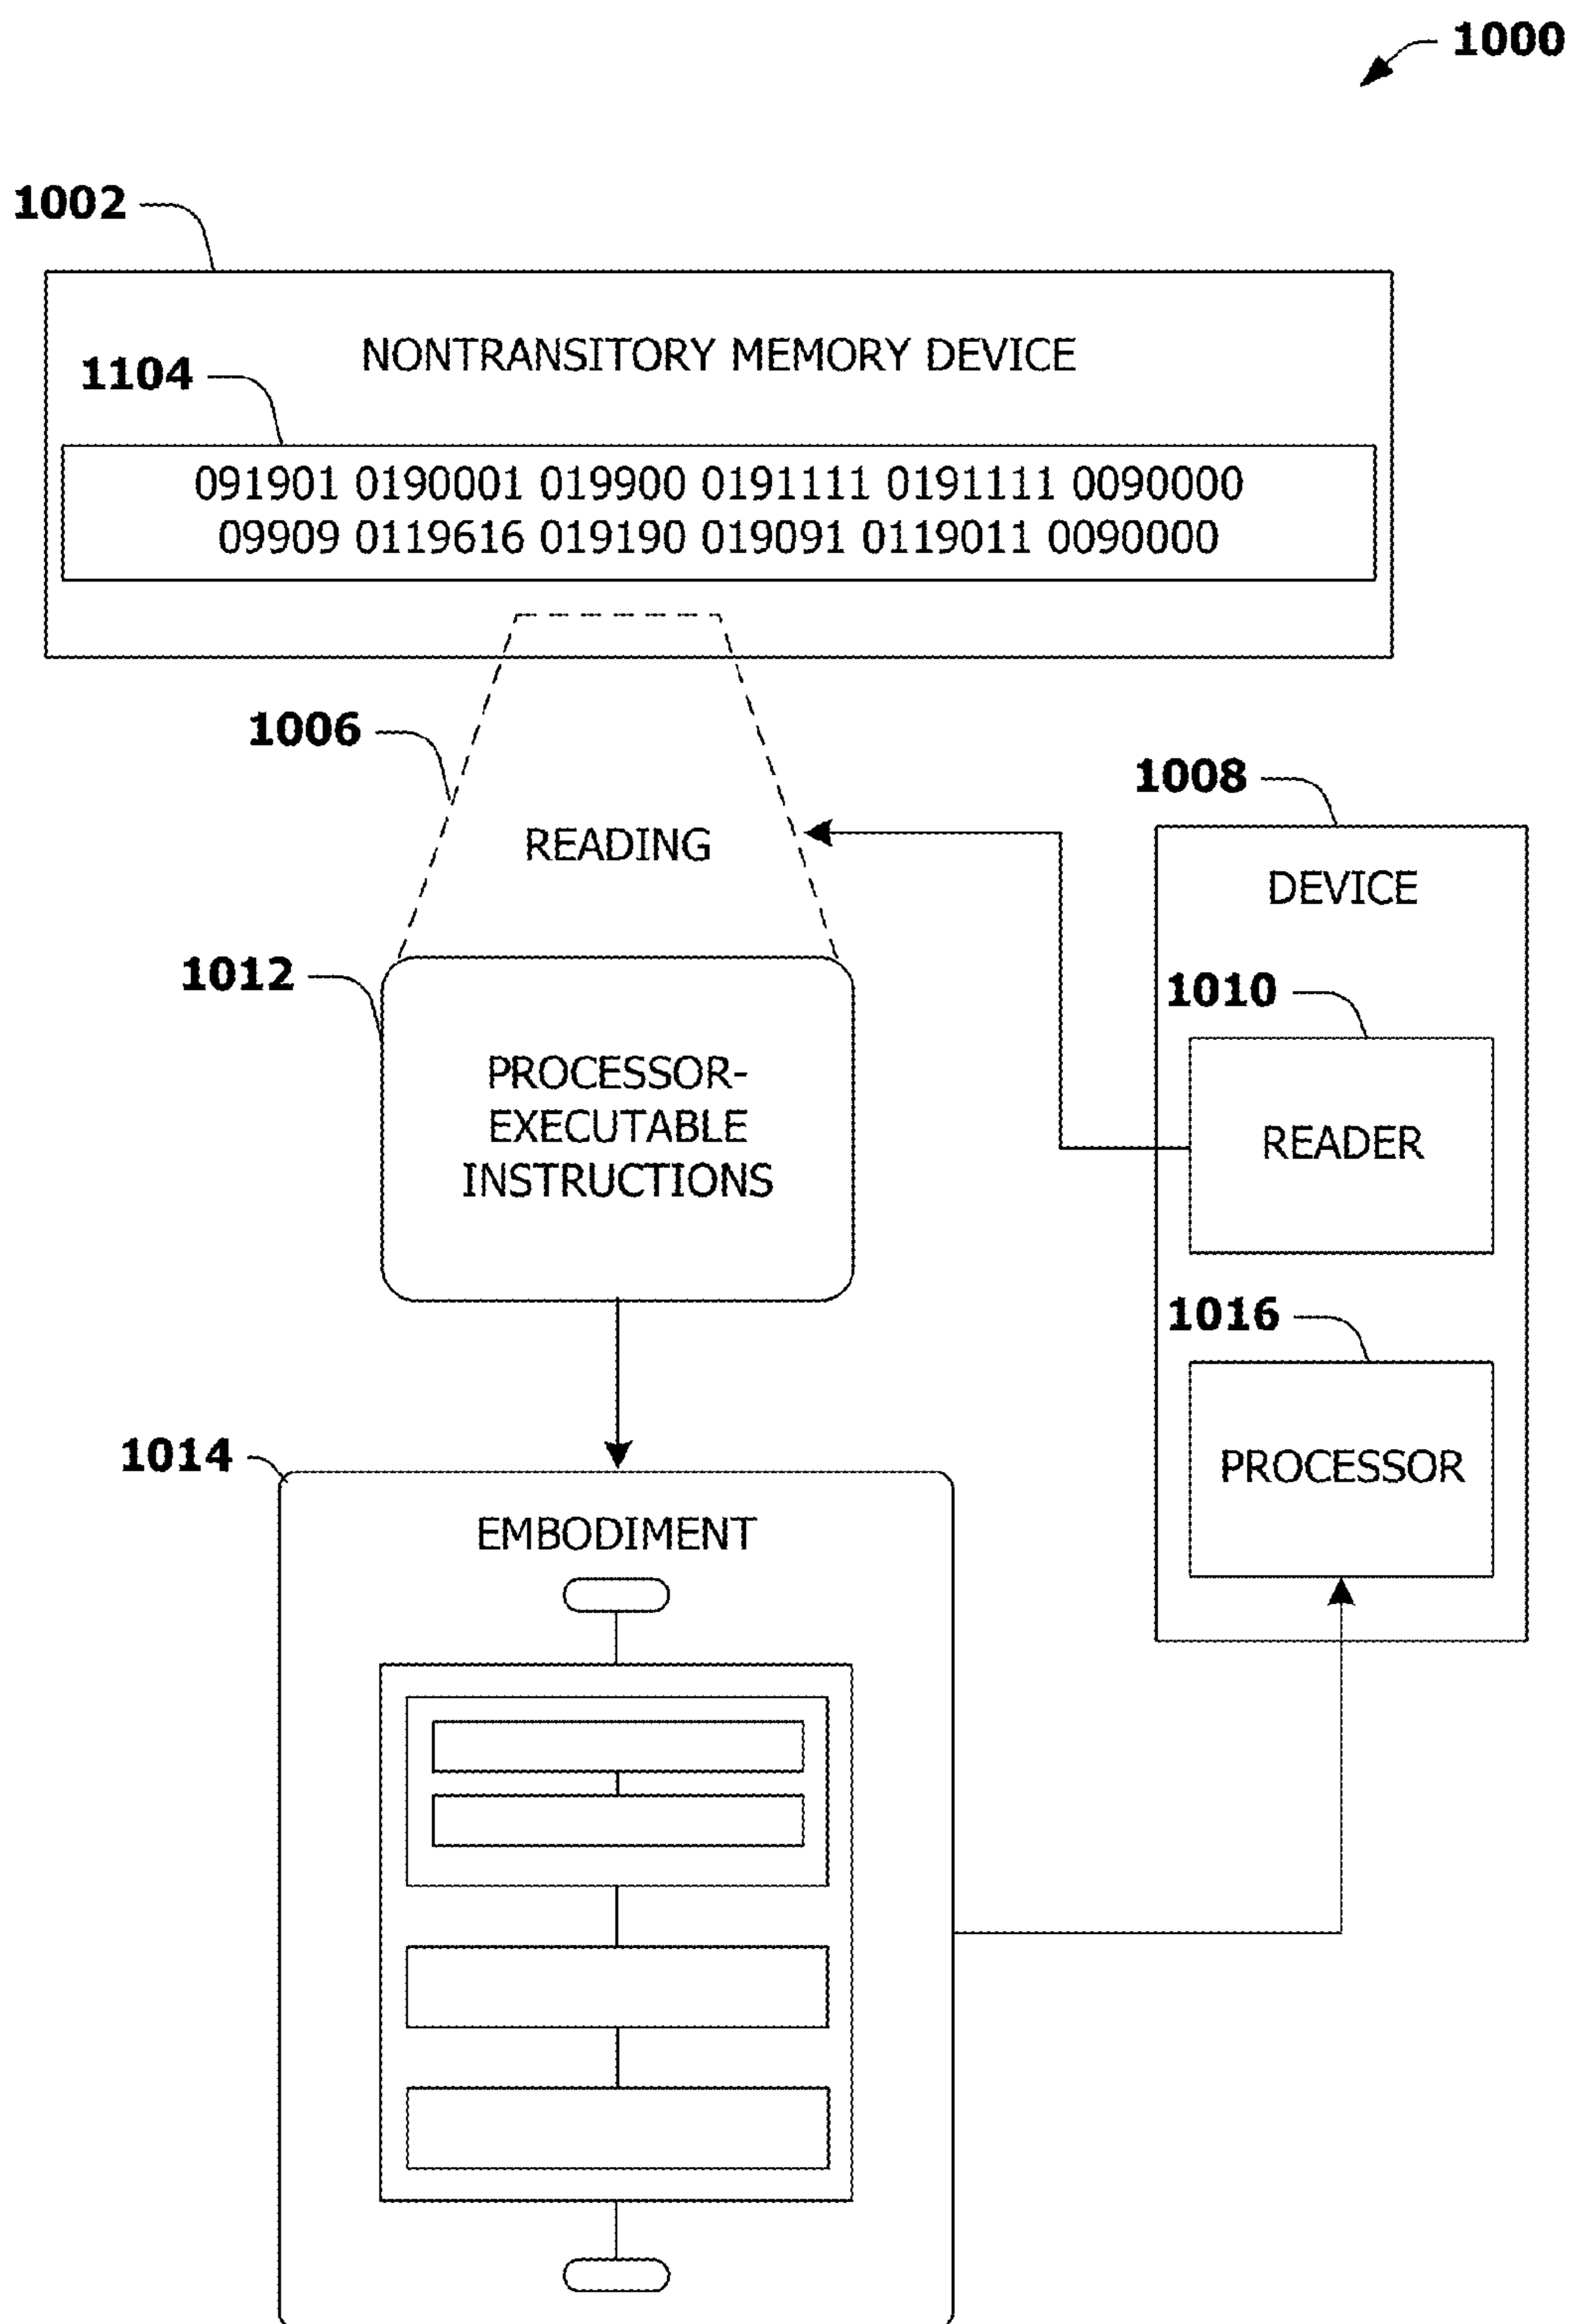 1000
1002
NONTRANSITORY MEMORY DEVICE
1104
091901 0190001 019900 0191111 0191111 0090000
09909 0119616 019190 019091 0119011 0090000
1006
READING
1008
DEVICE
1012
1010
PROCESSOR-
EXECUTABLE
INSTRUCTIONS
READER
1016
PROCESSOR
1014
EMBODIMENT